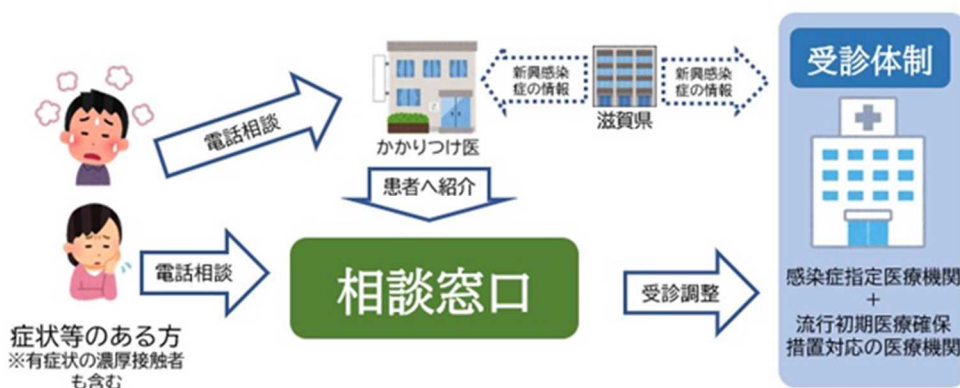 電話相談
かかりつけ医
新興感染
症の情報
滋賀県
新興感染
症の情報
受診体制
患者へ紹介
電話相談
相談窓口
受診調整
症状等のある方
※有症状の濃厚接触者
も含む
感染症指定医療機関
+
流行初期医療確保
措置対応の医療機関